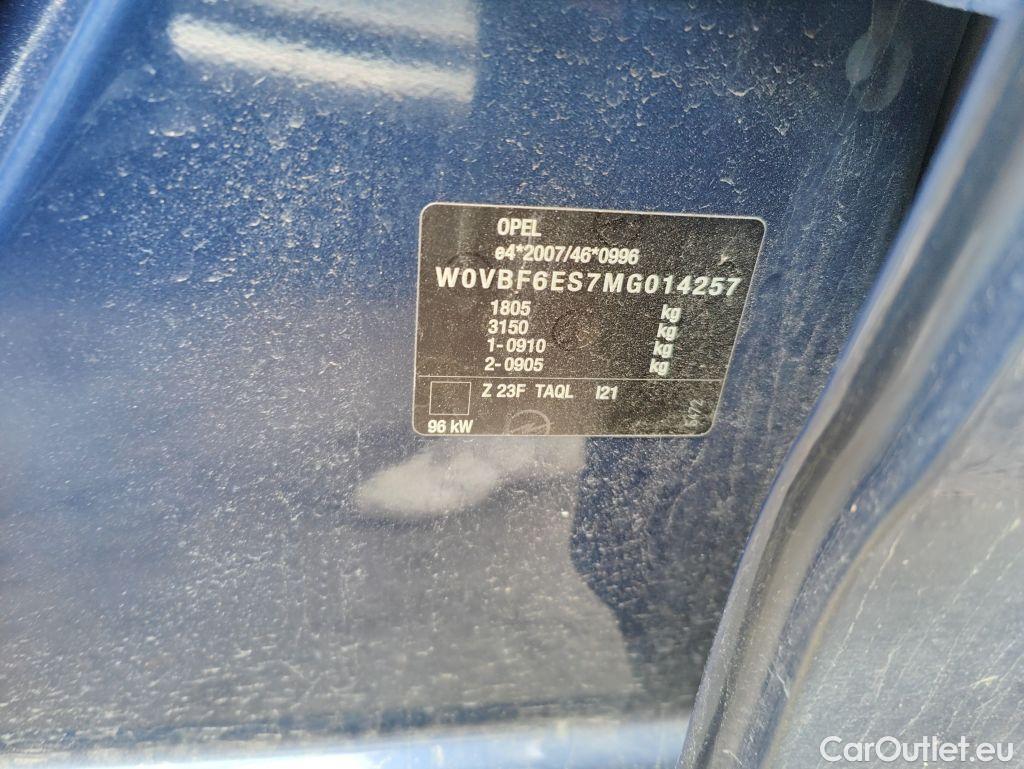 OPEL
e4*2007/46*0996
W0VBF6ES7MG014257
1805 kg
3150 kg
1-0910 kg
2-0905 kg
Z 23F TAQL I21
96 kW
CarOutlet.eu